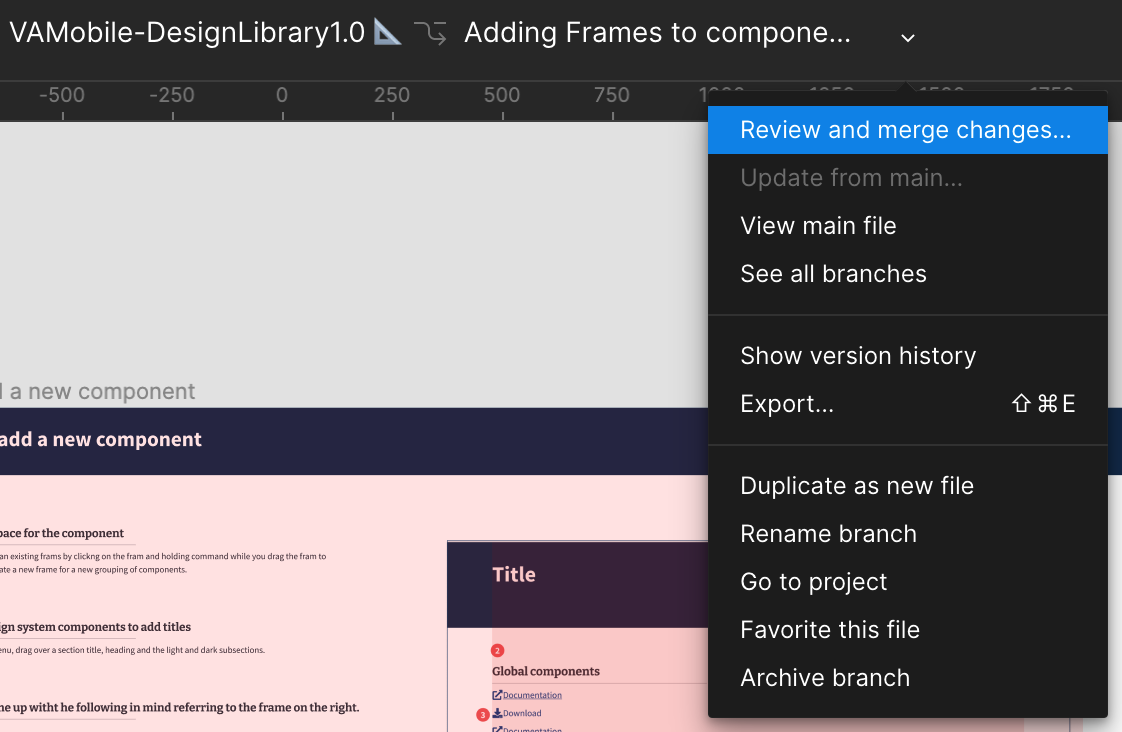 VAMobile-DesignLibrary1.0 Adding Frames to compone...
-500 -250 0 250 500 750 1000 1250 1500 1750
Review and merge changes...
Update from main...
View main file
See all branches
Show version history
Export... ⇧⌘E
Duplicate as new file
Rename branch
Go to project
Favorite this file
Archive branch
a new component
add a new component
pace for the component
an existing frams by clickng on the fram and holding command while you drag the fram to
ate a new frame for a new grouping of components.
ign system components to add titles
enu, drag over a section title, heading and the light and dark subsections.
me up witht he following in mind referring to the frame on the right.
Title
2
Global components
Documentation
3
Download
Documentation